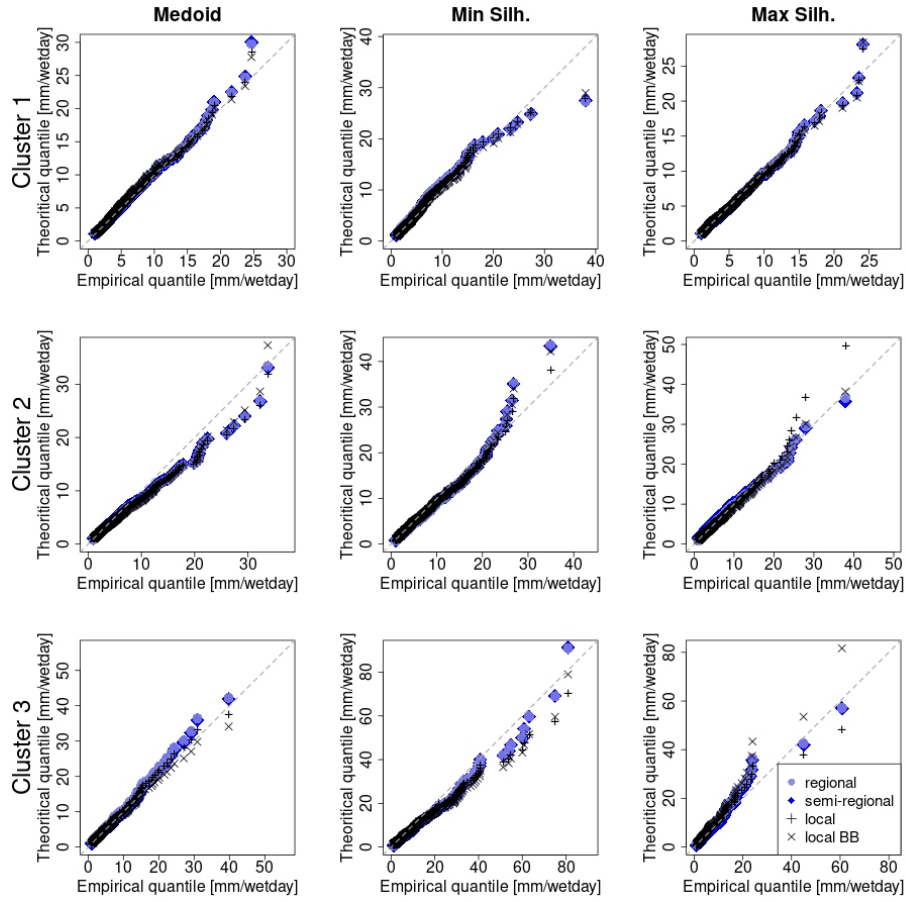 Medoid Min Silh. Max Silh.
Cluster 1
Theoritical quantile [mm/wetday]
0 5 10 15 20 25 30
0 5 10 15 20 25 30
Empirical quantile [mm/wetday]
Theoritical quantile [mm/wetday]
0 10 20 30 40
0 10 20 30 40
Empirical quantile [mm/wetday]
Theoritical quantile [mm/wetday]
0 5 10 15 20 25
0 5 10 15 20 25
Empirical quantile [mm/wetday]
Cluster 2
Theoritical quantile [mm/wetday]
0 10 20 30
0 10 20 30
Empirical quantile [mm/wetday]
Theoritical quantile [mm/wetday]
0 10 20 30 40
0 10 20 30 40
Empirical quantile [mm/wetday]
Theoritical quantile [mm/wetday]
0 10 20 30 40 50
0 10 20 30 40 50
Empirical quantile [mm/wetday]
Cluster 3
Theoritical quantile [mm/wetday]
0 10 20 30 40 50
0 10 20 30 40 50
Empirical quantile [mm/wetday]
Theoritical quantile [mm/wetday]
0 20 40 60 80
0 20 40 60 80
Empirical quantile [mm/wetday]
Theoritical quantile [mm/wetday]
0 20 40 60 80
0 20 40 60 80
Empirical quantile [mm/wetday]
regional
semi-regional
local
local BB